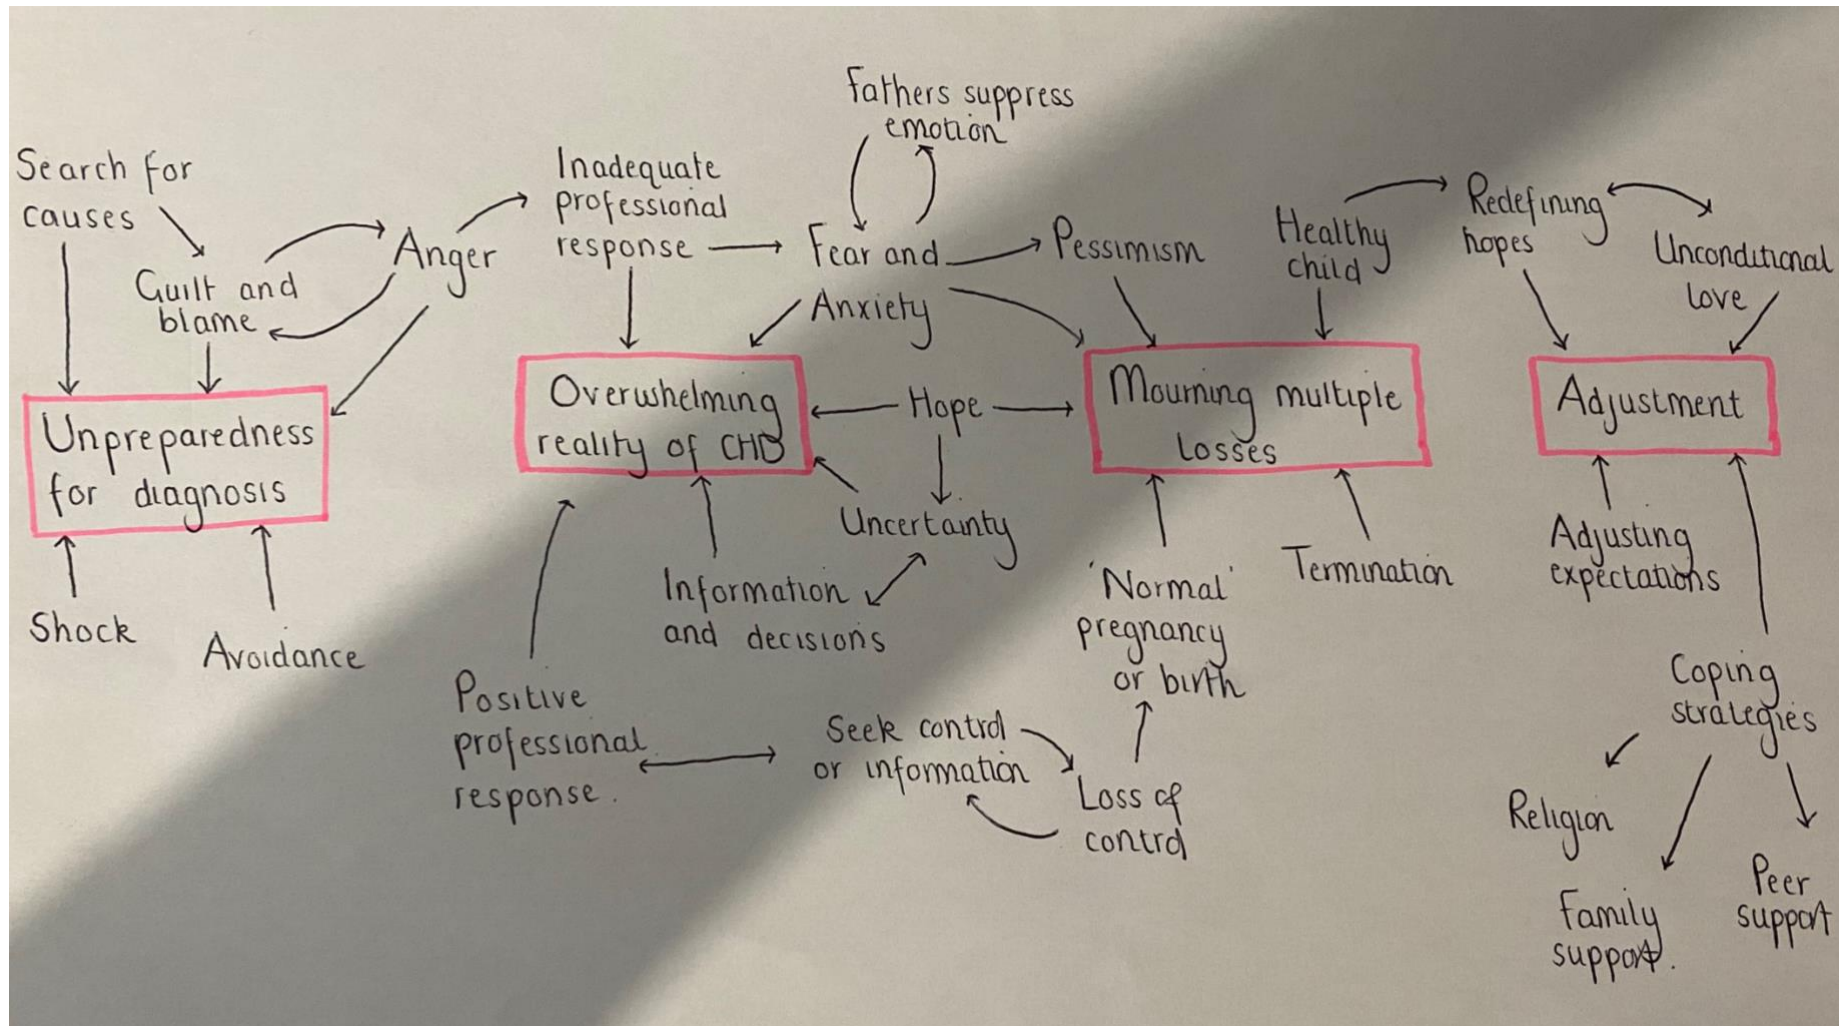 Fathers suppress
emotion
Search for
causes
Inadequate
professional
response
Anger
Guilt and
blame
Fear and
Anxiety
Pessimism
Healthy
child
Redefining
hopes
Unconditional
love
Unpreparedness
for diagnosis
Overwhelming
reality of CHD
Hope
Mourning multiple
losses
Adjustment
Shock
Avoidance
Uncertainty
Information
and decisions
'Normal'
pregnancy
or birth
Termination
Adjusting
expectations
Positive
professional
response.
Seek control
or information
Loss of
control
Coping
strategies
Religion
Family
support.
Peer
support